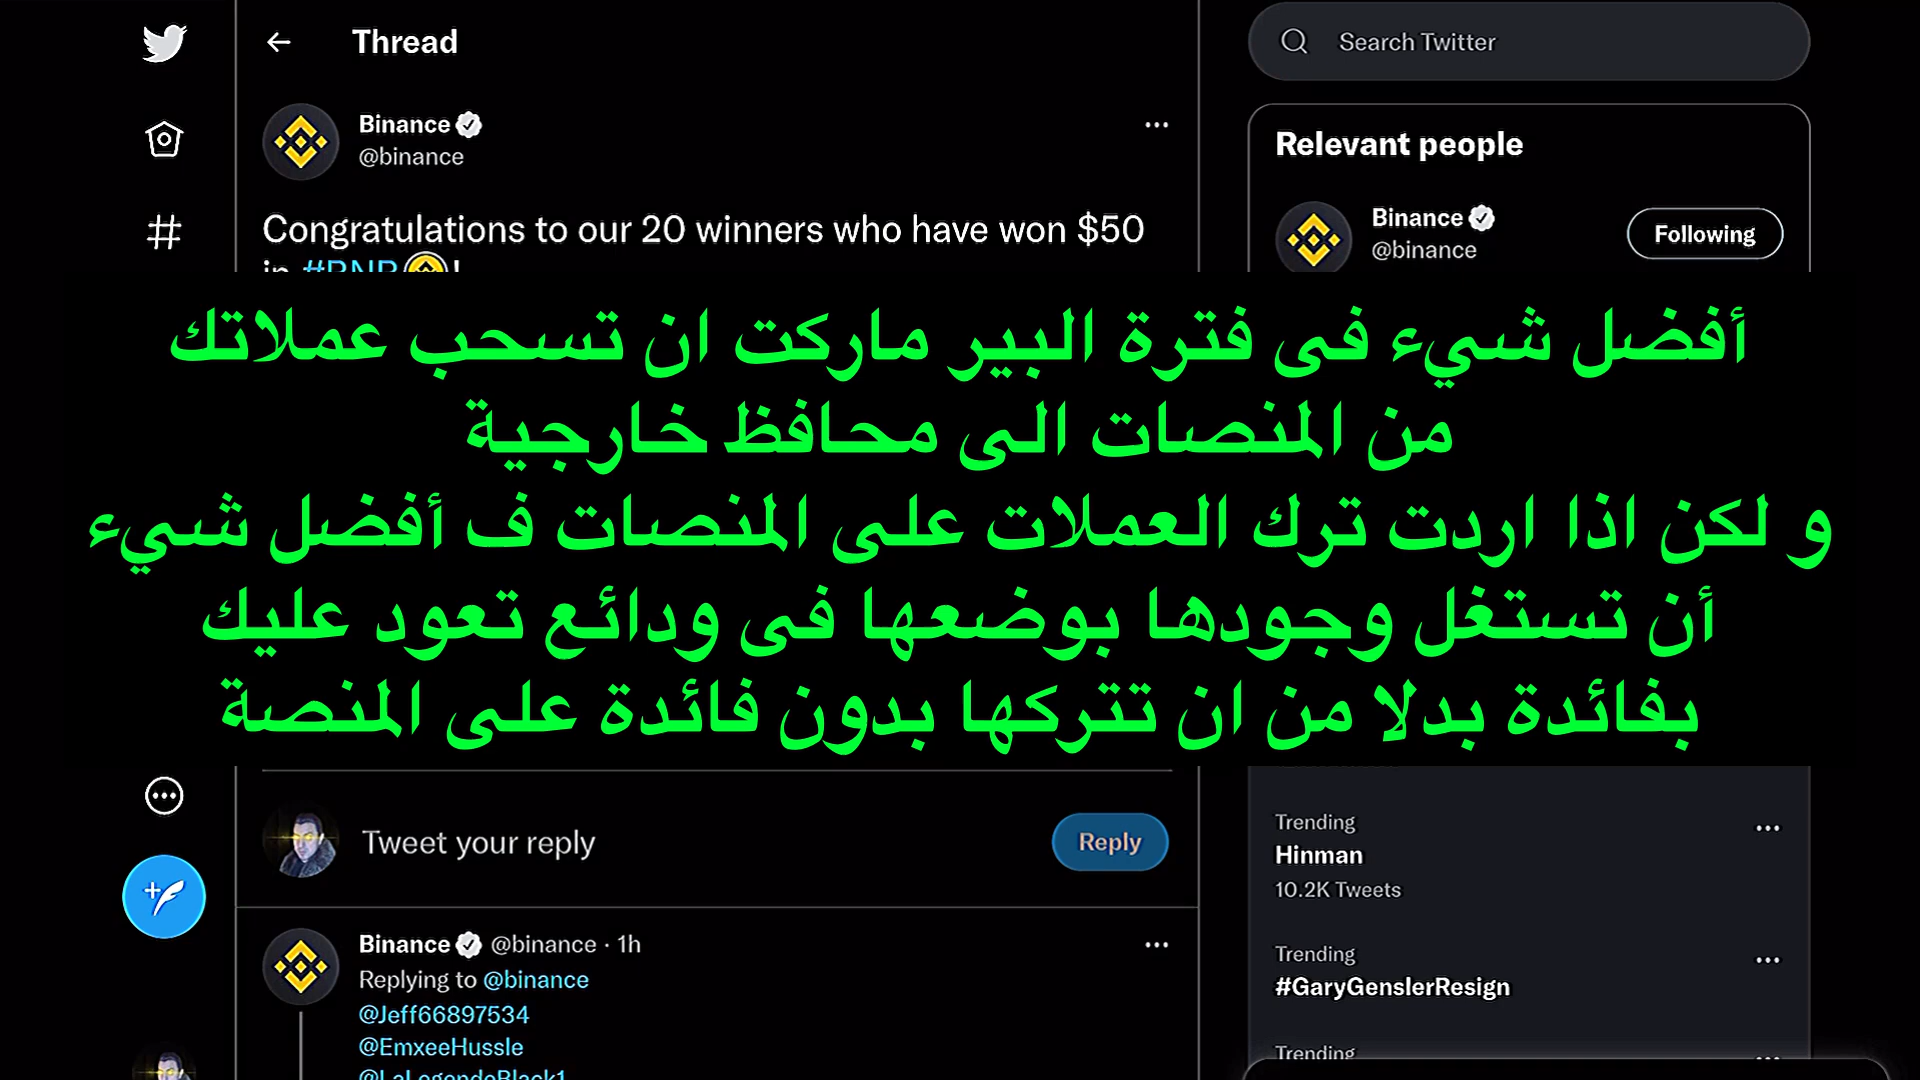 Thread
Search Twitter
Binance
@binance
Relevant people
Binance
@binance
Following
Congratulations to our 20 winners who have won $50
in #BNB !
أفضل شيء فى فترة البير ماركت ان تسحب عملاتك
من المنصات الى محافظ خارجية
و لكن اذا اردت ترك العملات على المنصات ف أفضل شيء
أن تستغل وجودها بوضعها فى ودائع تعود عليك
بفائدة بدلا من ان تتركها بدون فائدة على المنصة
Tweet your reply
Reply
Binance @binance · 1h
Replying to @binance
@Jeff66897534
@EmxeeHussle
@LaLegendeBlack1
Trending
Hinman
10.2K Tweets
Trending
#GaryGenslerResign
Trending